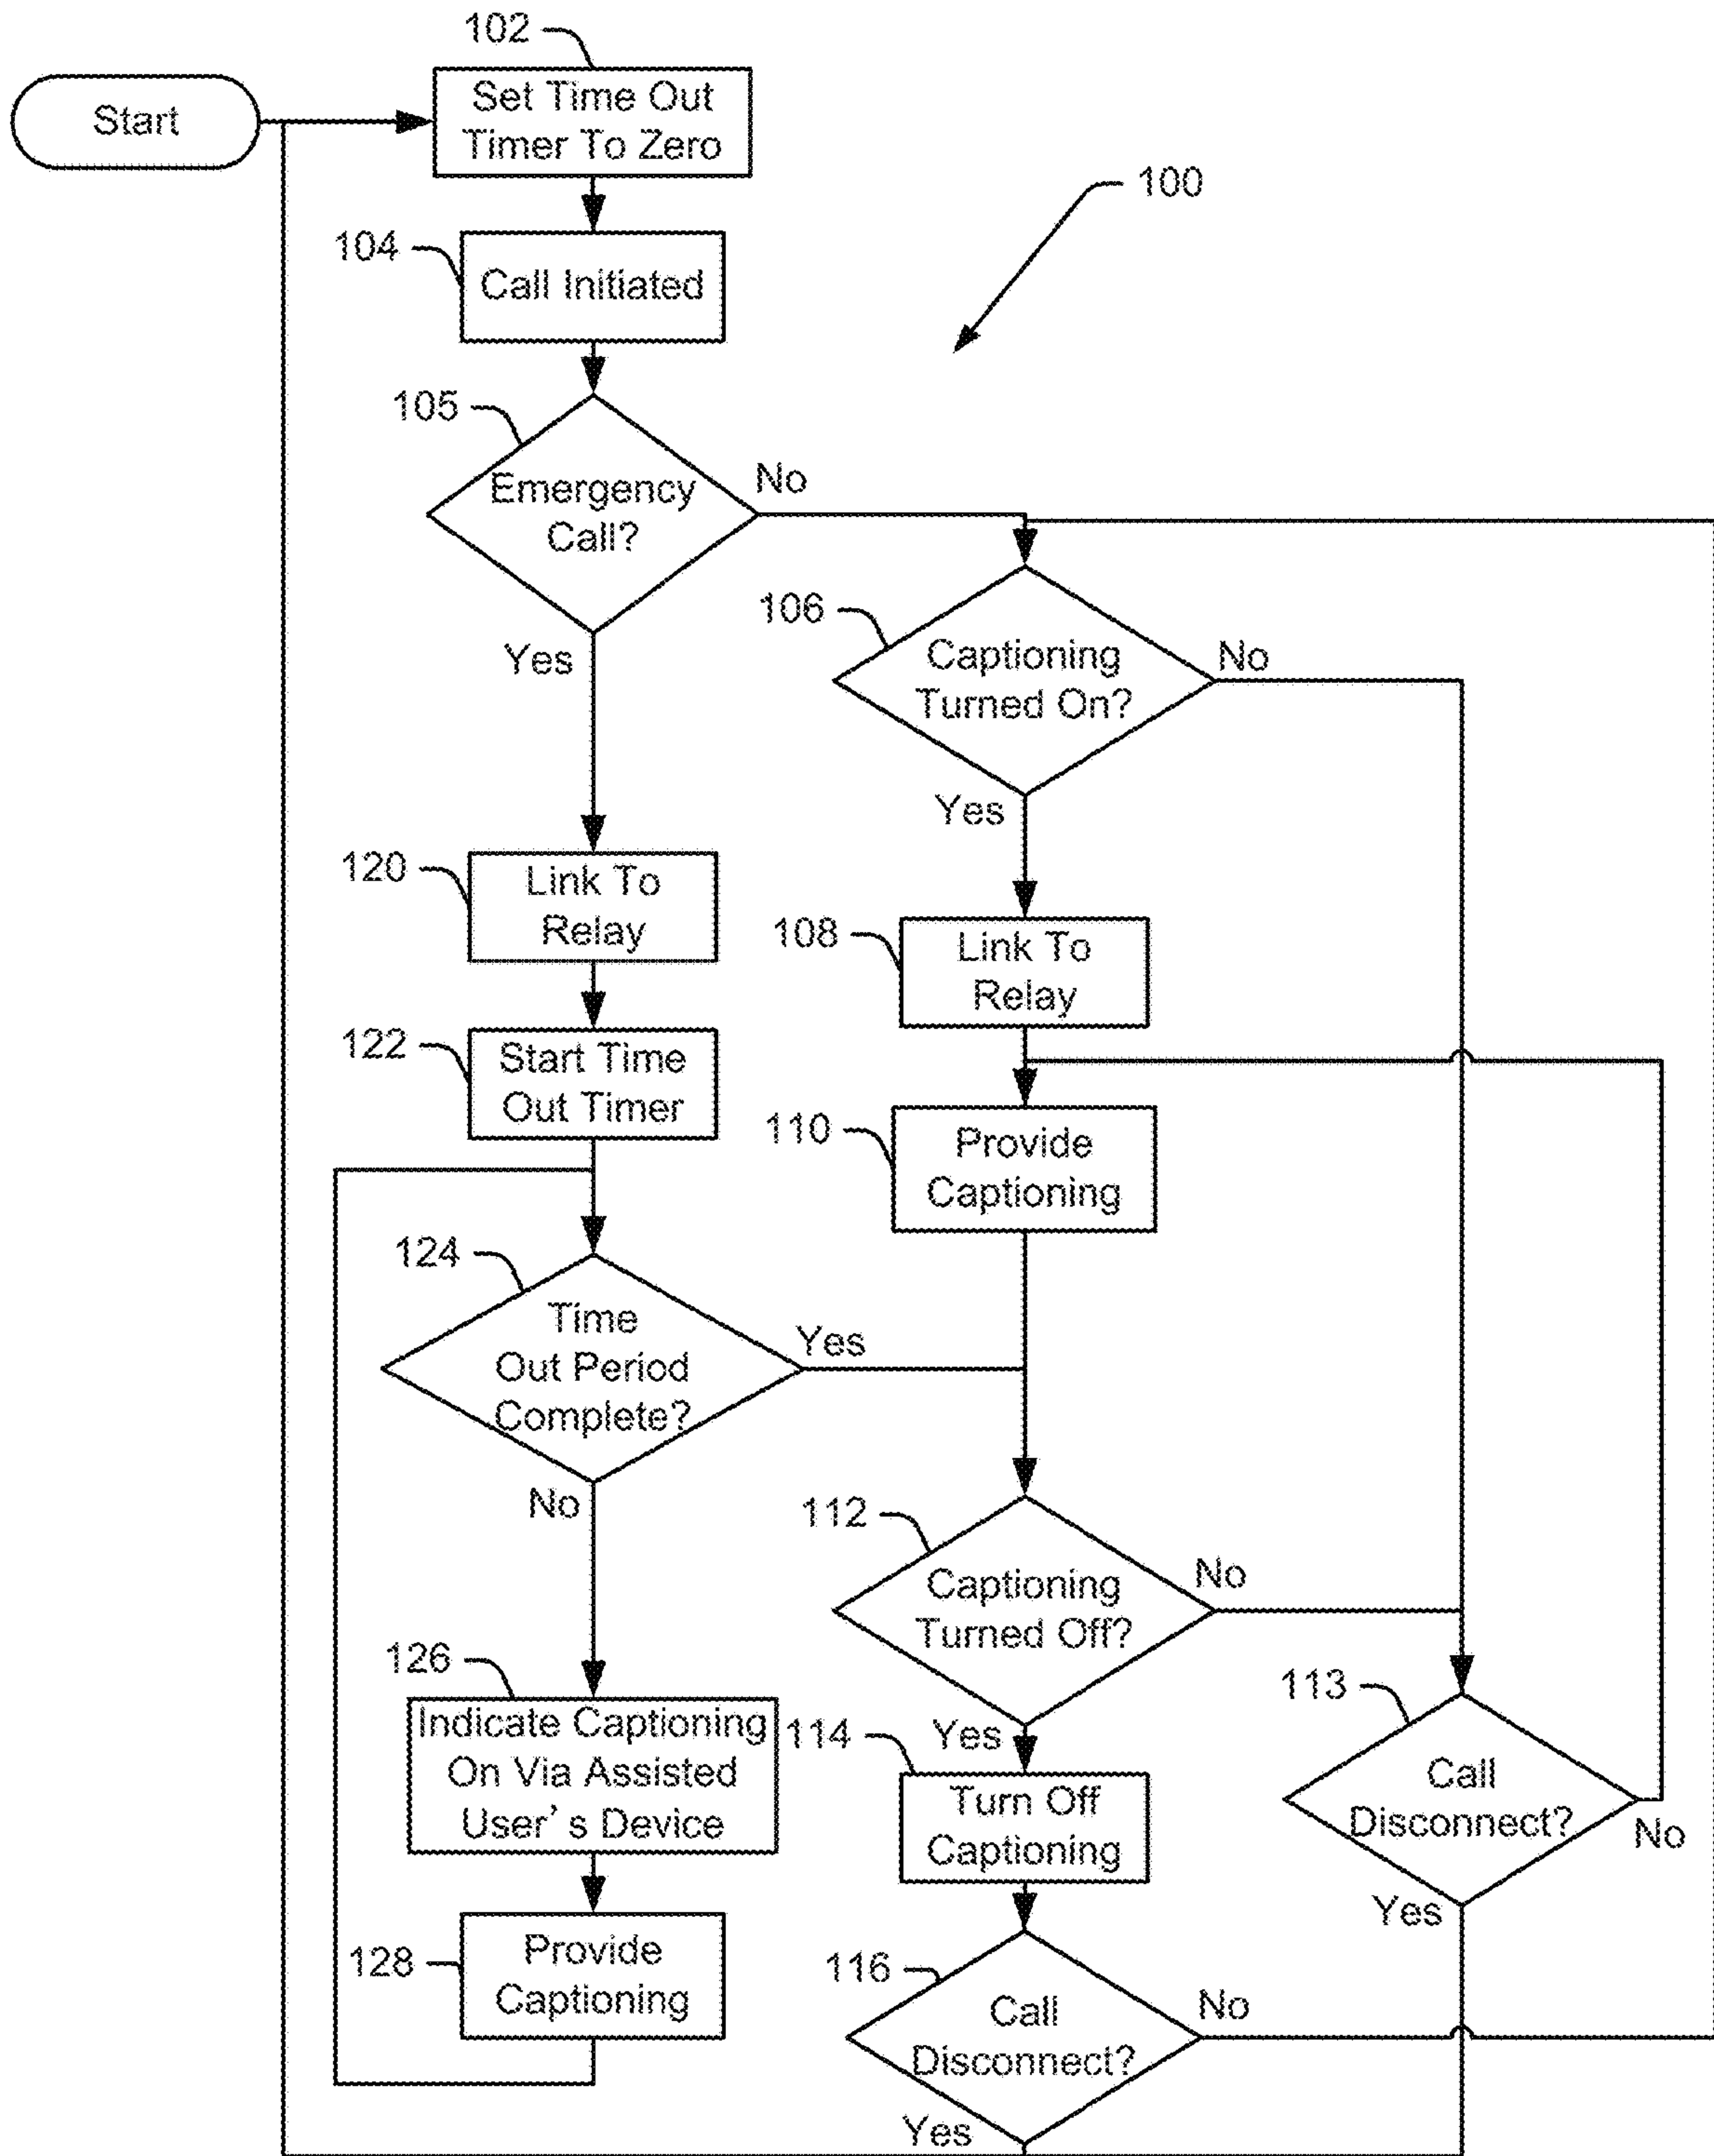 102
Start
Set Time Out
Timer To Zero
100
104
Call Initiated
105
Emergency
Call?
No
Yes
106
Captioning
Turned On?
No
Yes
120
Link To
Relay
108
Link To
Relay
122
Start Time
Out Timer
110
Provide
Captioning
124
Time
Out Period
Complete?
Yes
No
112
Captioning
Turned Off?
No
Yes
126
Indicate Captioning
On Via Assisted
User's Device
114
Turn Off
Captioning
113
Call
Disconnect?
No
Yes
128
Provide
Captioning
116
Call
Disconnect?
No
Yes